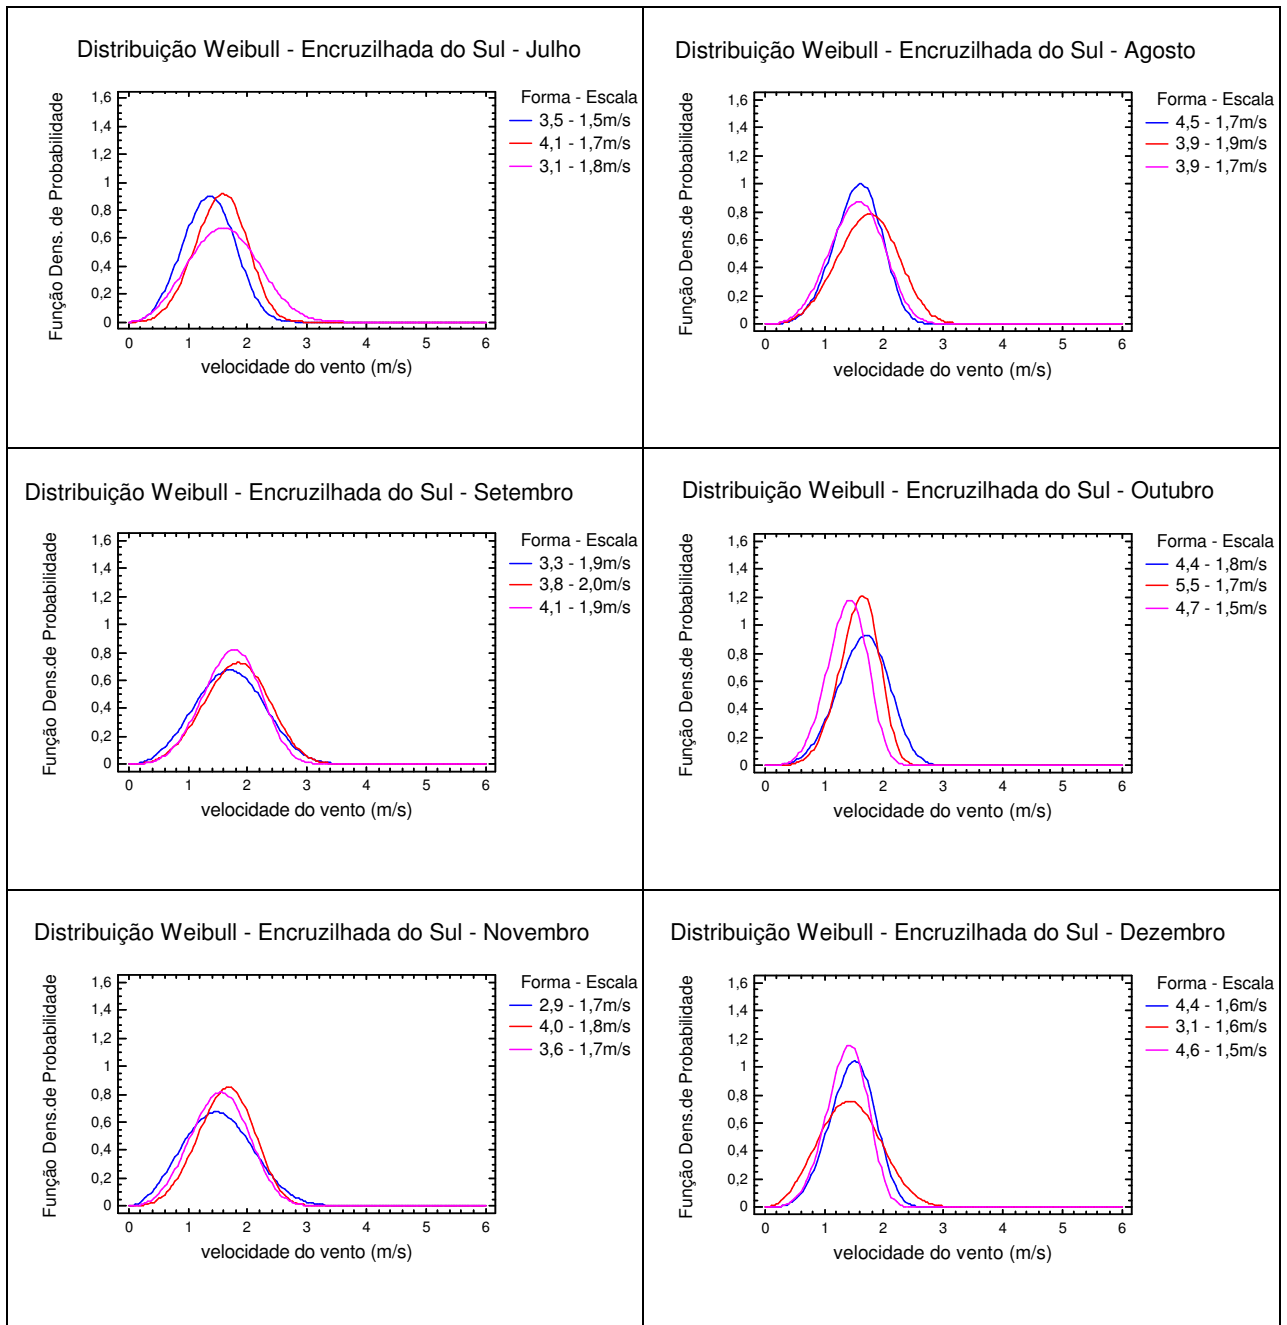 Distribuição Weibull - Encruzilhada do Sul - Julho
Função Dens.de Probabilidade
1,6
1,4
1,2
1
0,8
0,6
0,4
0,2
0
0 1 2 3 4 5 6
velocidade do vento (m/s)
Forma - Escala
3,5 - 1,5m/s
4,1 - 1,7m/s
3,1 - 1,8m/s
Distribuição Weibull - Encruzilhada do Sul - Agosto
Função Dens.de Probabilidade
1,6
1,4
1,2
1
0,8
0,6
0,4
0,2
0
0 1 2 3 4 5 6
velocidade do vento (m/s)
Forma - Escala
4,5 - 1,7m/s
3,9 - 1,9m/s
3,9 - 1,7m/s
Distribuição Weibull - Encruzilhada do Sul - Setembro
Função Dens.de Probabilidade
1,6
1,4
1,2
1
0,8
0,6
0,4
0,2
0
0 1 2 3 4 5 6
velocidade do vento (m/s)
Forma - Escala
3,3 - 1,9m/s
3,8 - 2,0m/s
4,1 - 1,9m/s
Distribuição Weibull - Encruzilhada do Sul - Outubro
Função Dens.de Probabilidade
1,6
1,4
1,2
1
0,8
0,6
0,4
0,2
0
0 1 2 3 4 5 6
velocidade do vento (m/s)
Forma - Escala
4,4 - 1,8m/s
5,5 - 1,7m/s
4,7 - 1,5m/s
Distribuição Weibull - Encruzilhada do Sul - Novembro
Função Dens.de Probabilidade
1,6
1,4
1,2
1
0,8
0,6
0,4
0,2
0
0 1 2 3 4 5 6
velocidade do vento (m/s)
Forma - Escala
2,9 - 1,7m/s
4,0 - 1,8m/s
3,6 - 1,7m/s
Distribuição Weibull - Encruzilhada do Sul - Dezembro
Função Dens.de Probabilidade
1,6
1,4
1,2
1
0,8
0,6
0,4
0,2
0
0 1 2 3 4 5 6
velocidade do vento (m/s)
Forma - Escala
4,4 - 1,6m/s
3,1 - 1,6m/s
4,6 - 1,5m/s